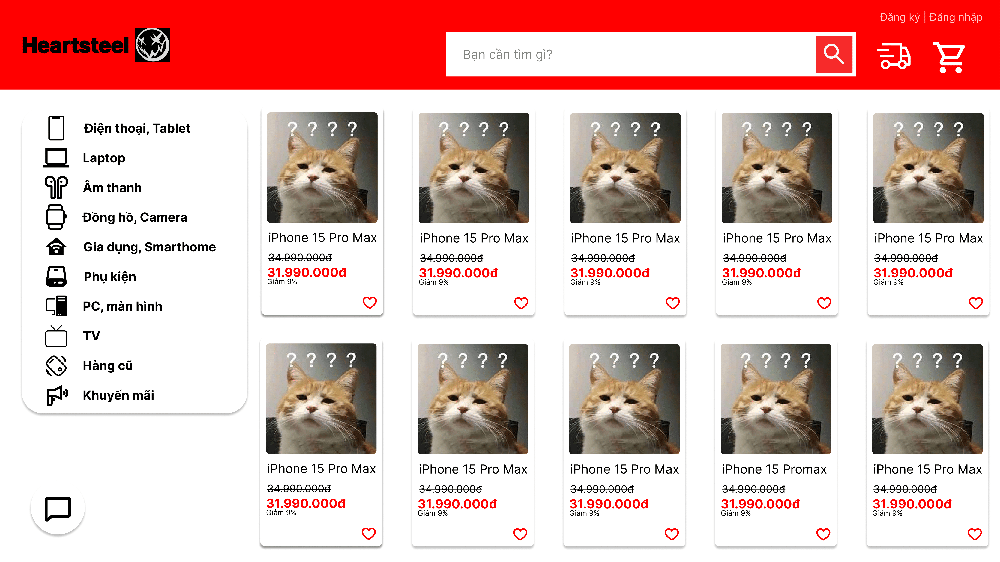 Đăng ký | Đăng nhập
Heartsteel
Bạn cần tìm gì?
Điện thoại, Tablet
Laptop
Âm thanh
Đồng hồ, Camera
Gia dụng, Smarthome
Phụ kiện
PC, màn hình
TV
Hàng cũ
Khuyến mãi
? ? ? ?
iPhone 15 Pro Max
34.990.000đ
31.990.000đ
Giảm 9%
? ? ? ?
iPhone 15 Pro Max
34.990.000đ
31.990.000đ
Giảm 9%
? ? ? ?
iPhone 15 Pro Max
34.990.000đ
31.990.000đ
Giảm 9%
? ? ? ?
iPhone 15 Pro Max
34.990.000đ
31.990.000đ
Giảm 9%
? ? ? ?
iPhone 15 Pro Max
34.990.000đ
31.990.000đ
Giảm 9%
? ? ? ?
iPhone 15 Pro Max
34.990.000đ
31.990.000đ
Giảm 9%
? ? ? ?
iPhone 15 Pro Max
34.990.000đ
31.990.000đ
Giảm 9%
? ? ? ?
iPhone 15 Pro Max
34.990.000đ
31.990.000đ
Giảm 9%
? ? ? ?
iPhone 15 Promax
34.990.000đ
31.990.000đ
Giảm 9%
? ? ? ?
iPhone 15 Pro Max
34.990.000đ
31.990.000đ
Giảm 9%